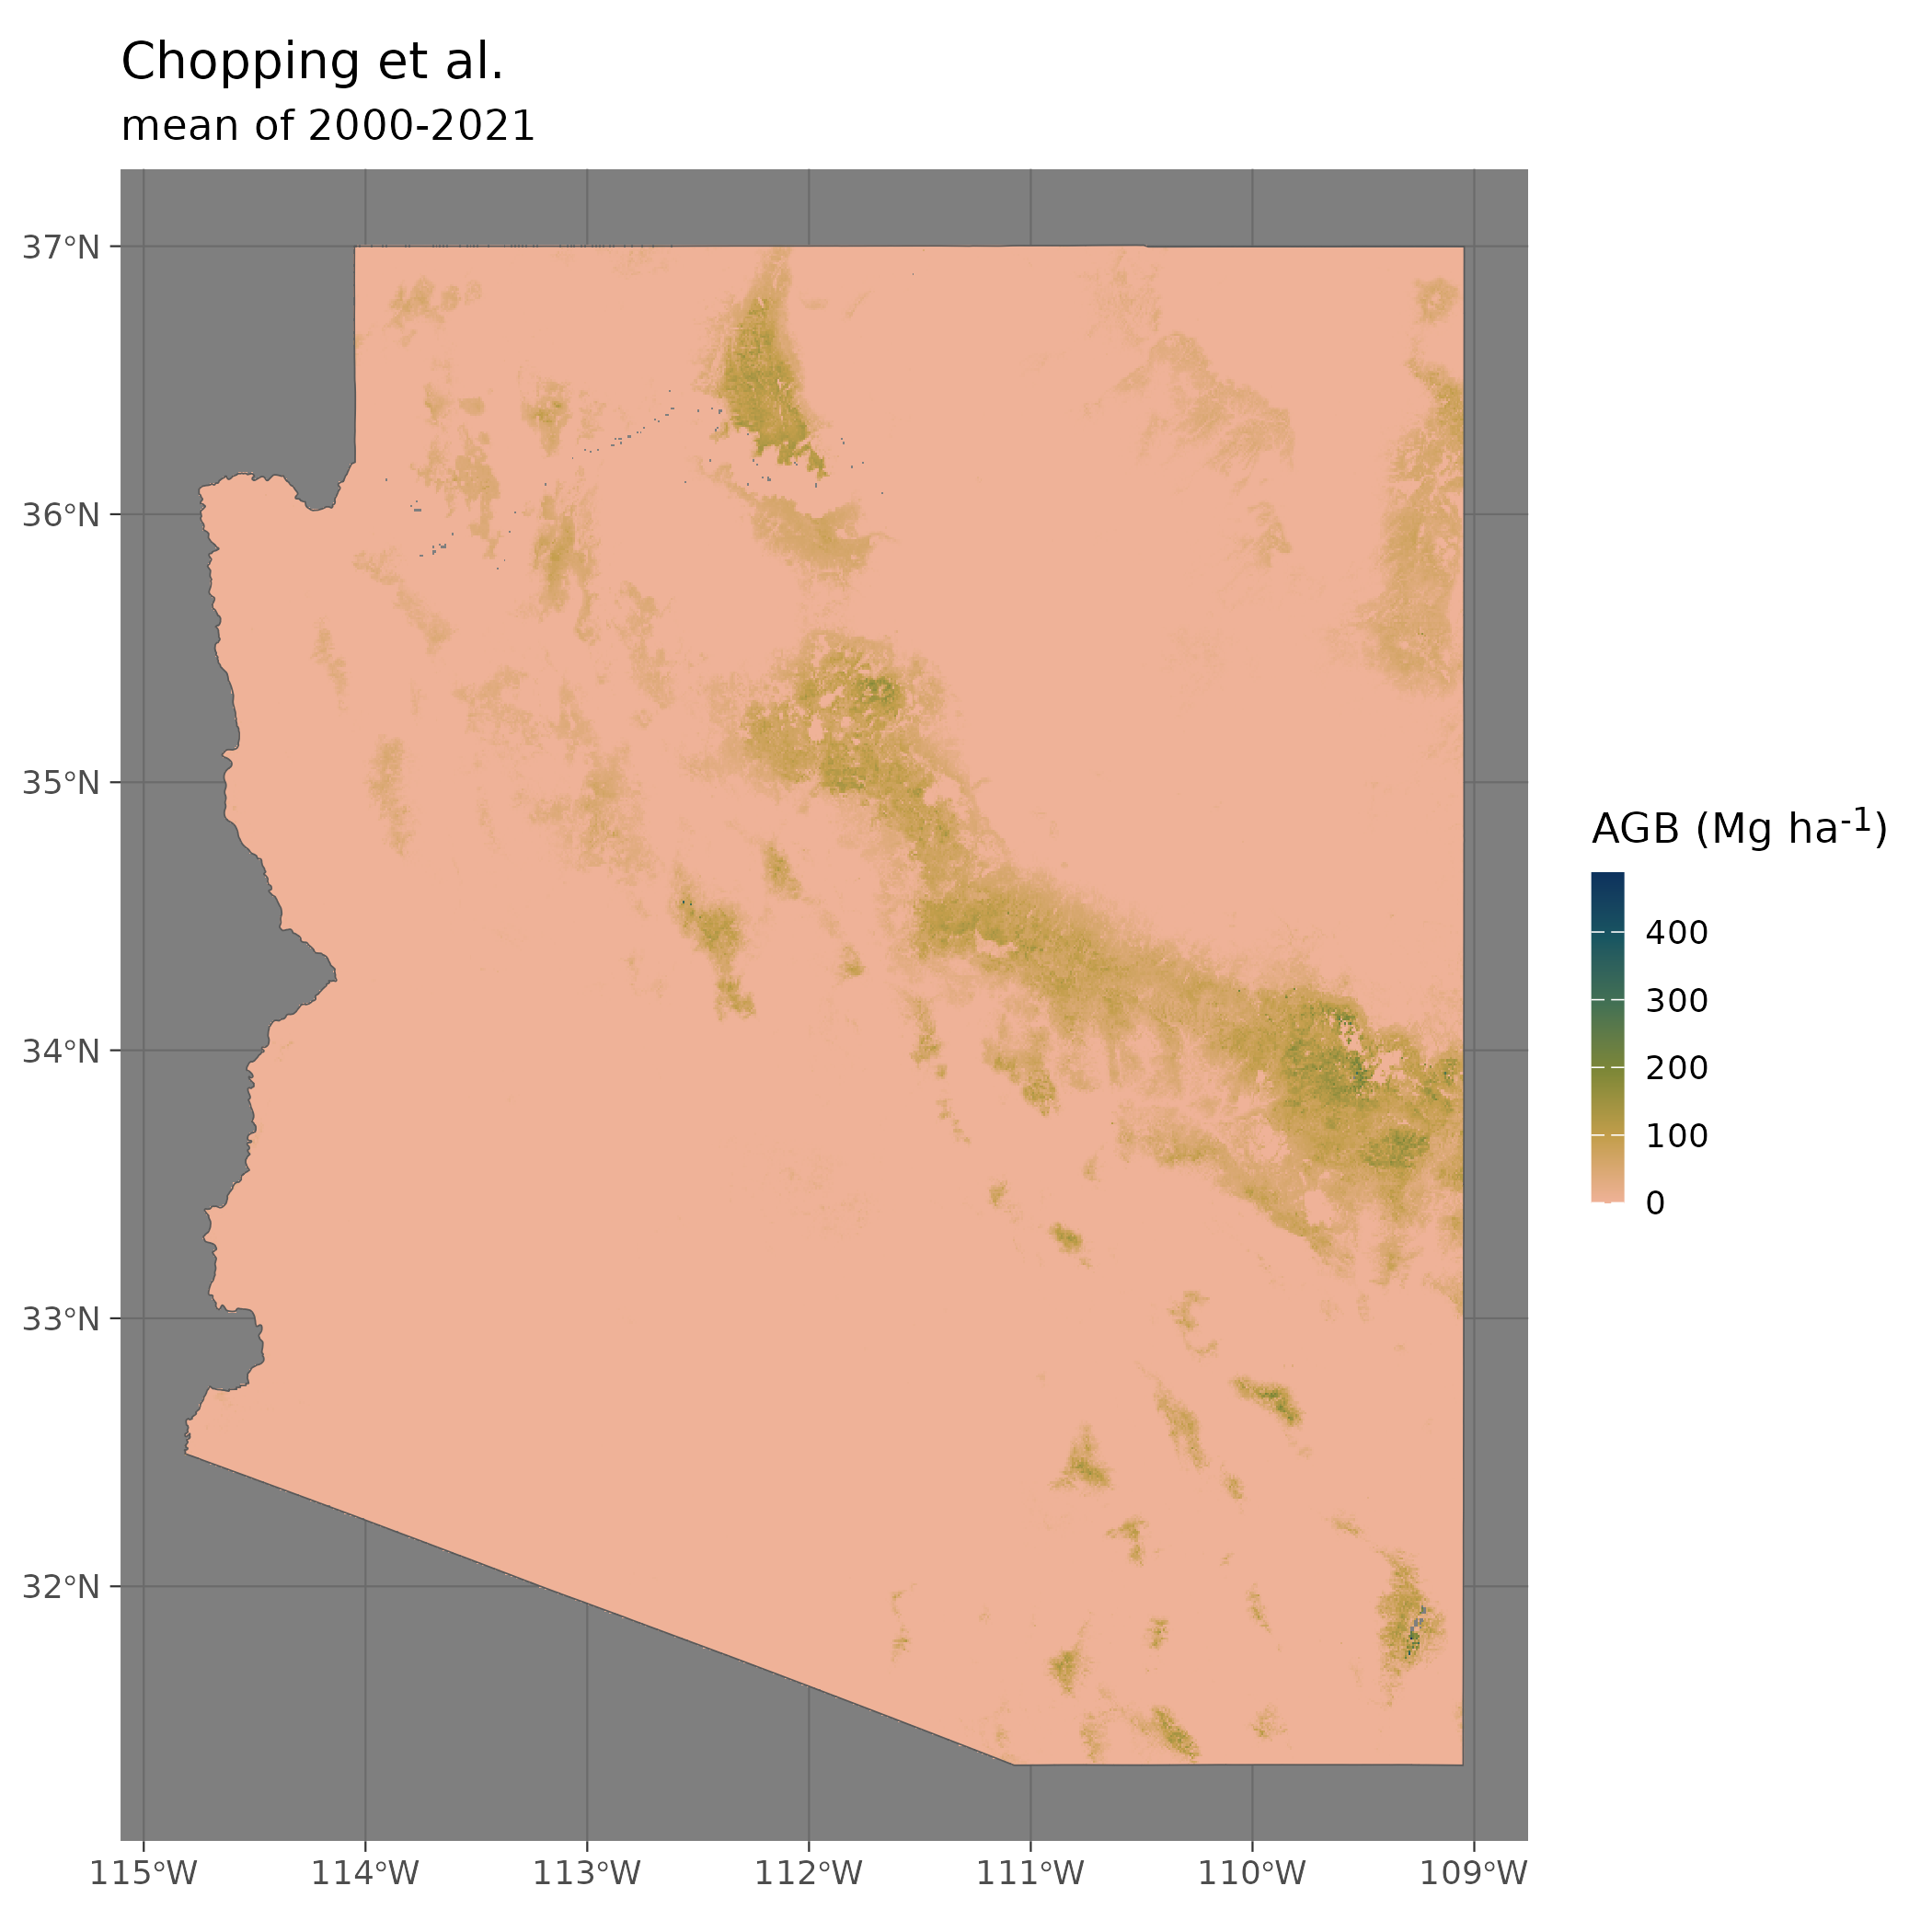 Chopping et al.
mean of 2000-2021
37°N
36°N
35°N
34°N
33°N
32°N
115°W 114°W 113°W 112°W 111°W 110°W 109°W
AGB (Mg ha⁻¹)
400
300
200
100
0